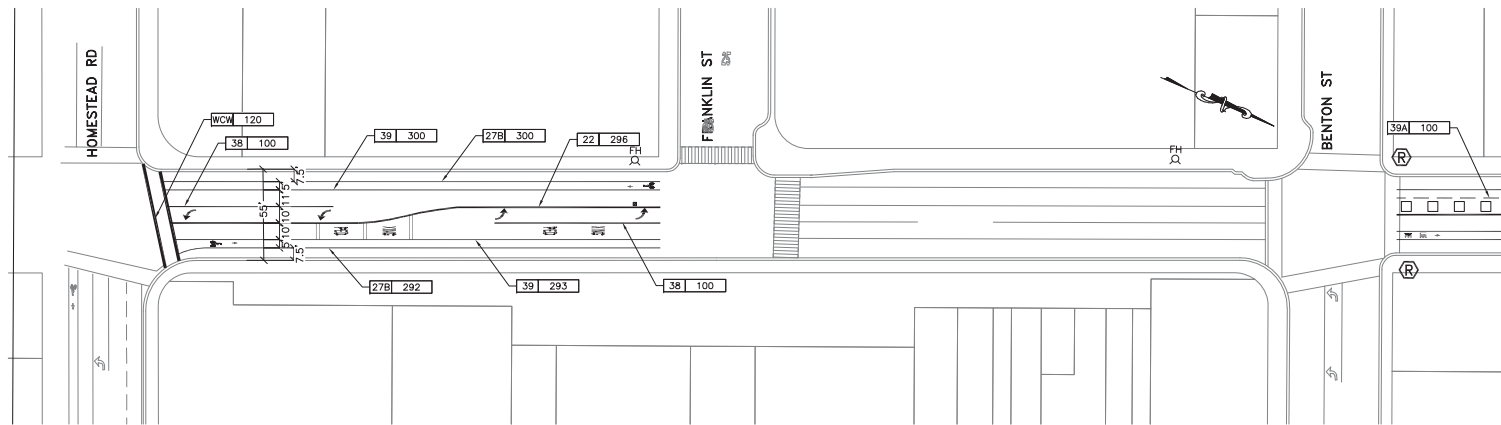 HOMESTEAD RD
FRANKLIN ST
BENTON ST
WCW 120
38 100
39 300
27B 300
22 296
FH
FH
39A 100
R
7.5'
5'
11'
55'
10'
10'
5'
7.5'
27B 292
39 293
38 100
R